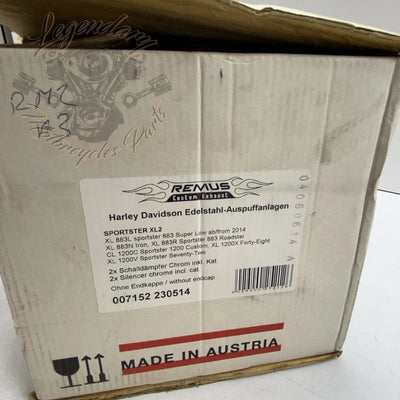 Legendary
Motorcycles Parts
RM2
#3
REMUS
Custom Exhaust
Harley Davidson Edelstahl-Auspuffanlagen
SPORTSTER XL2
XL 883L sportster 883 Super Low ab/from 2014
XL 883N Iron, XL 883R Sportster 883 Roadster
CL 1200C Sportster 1200 Custom, XL 1200X Forty-Eight
XL 1200V Sportster Seventy-Two
2x Schalldämpfer Chrom inkl. Kat.
2x Silencer chrome incl. cat.
Ohne Endkappe / without endcap
007152 230514
04060614 A
MADE IN AUSTRIA